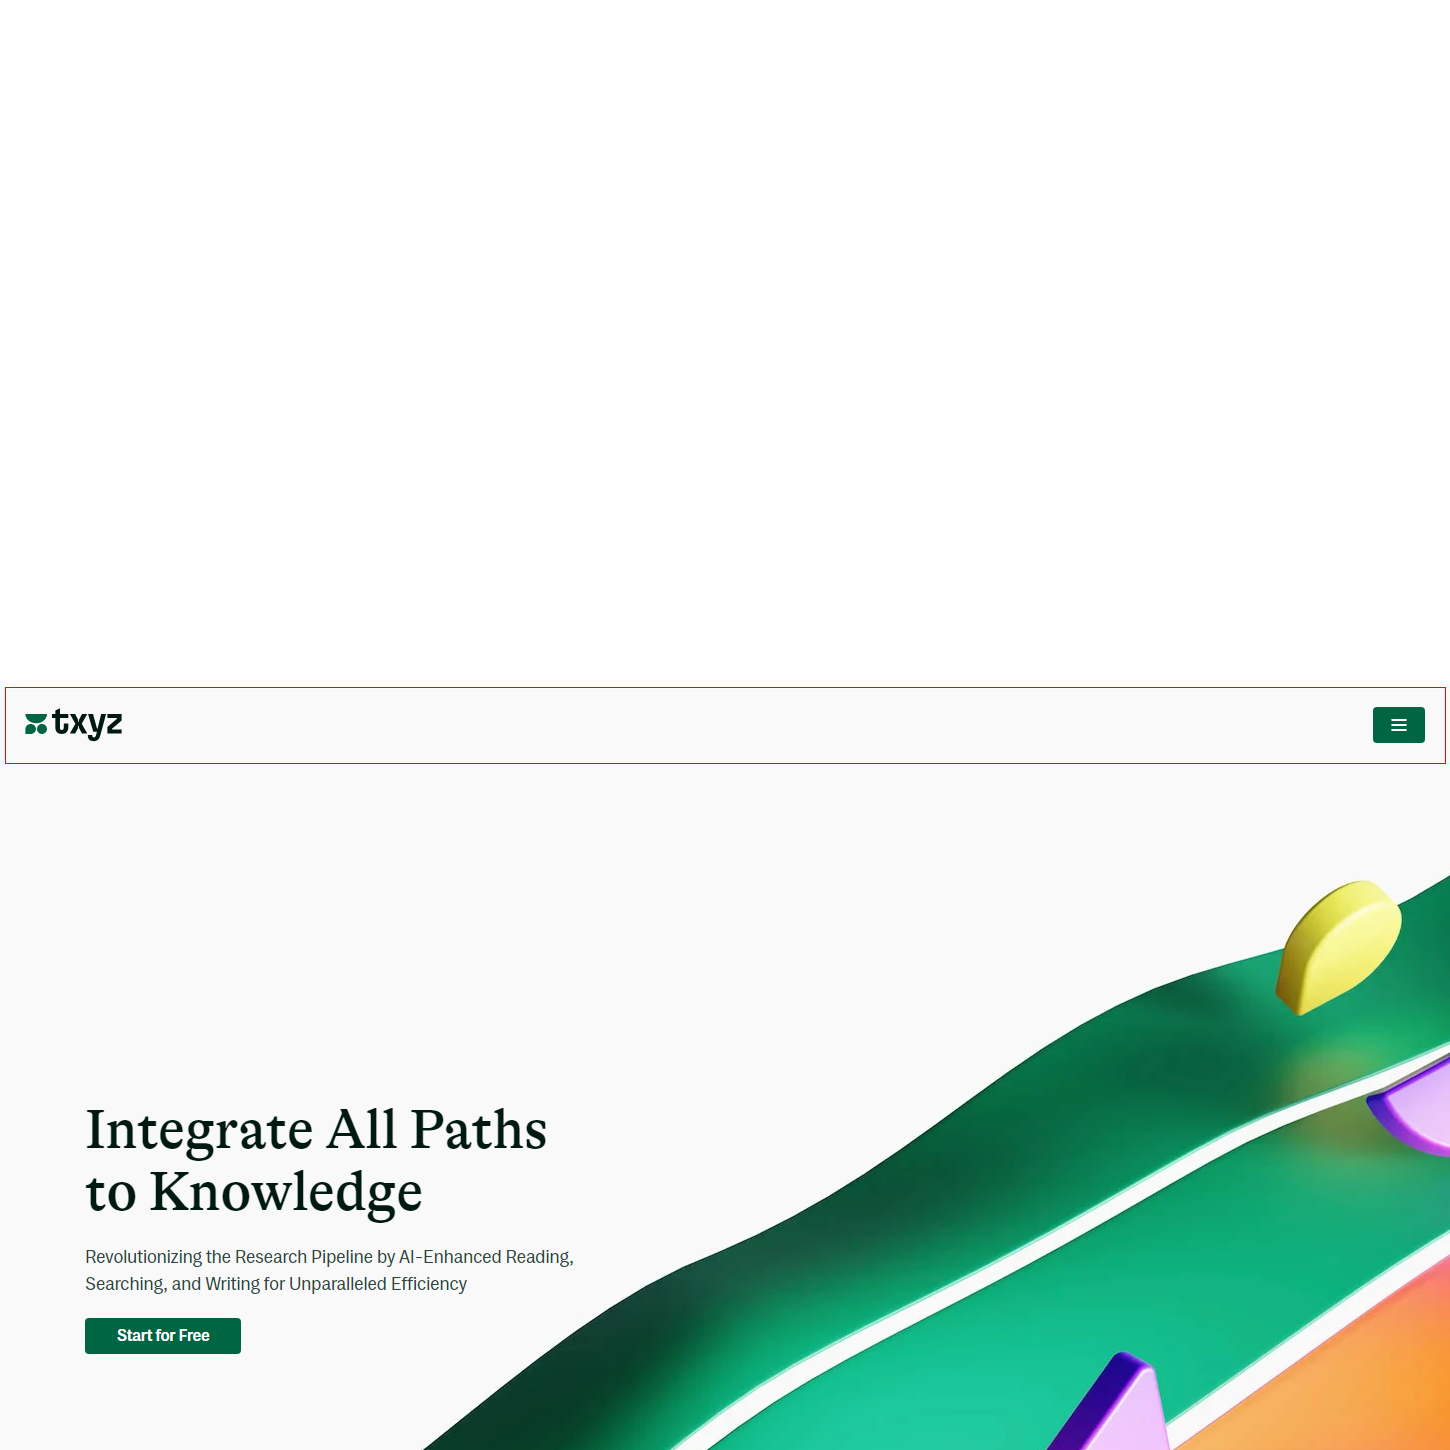 txyz
Integrate All Paths
to Knowledge
Revolutionizing the Research Pipeline by AI-Enhanced Reading,
Searching, and Writing for Unparalleled Efficiency
Start for Free